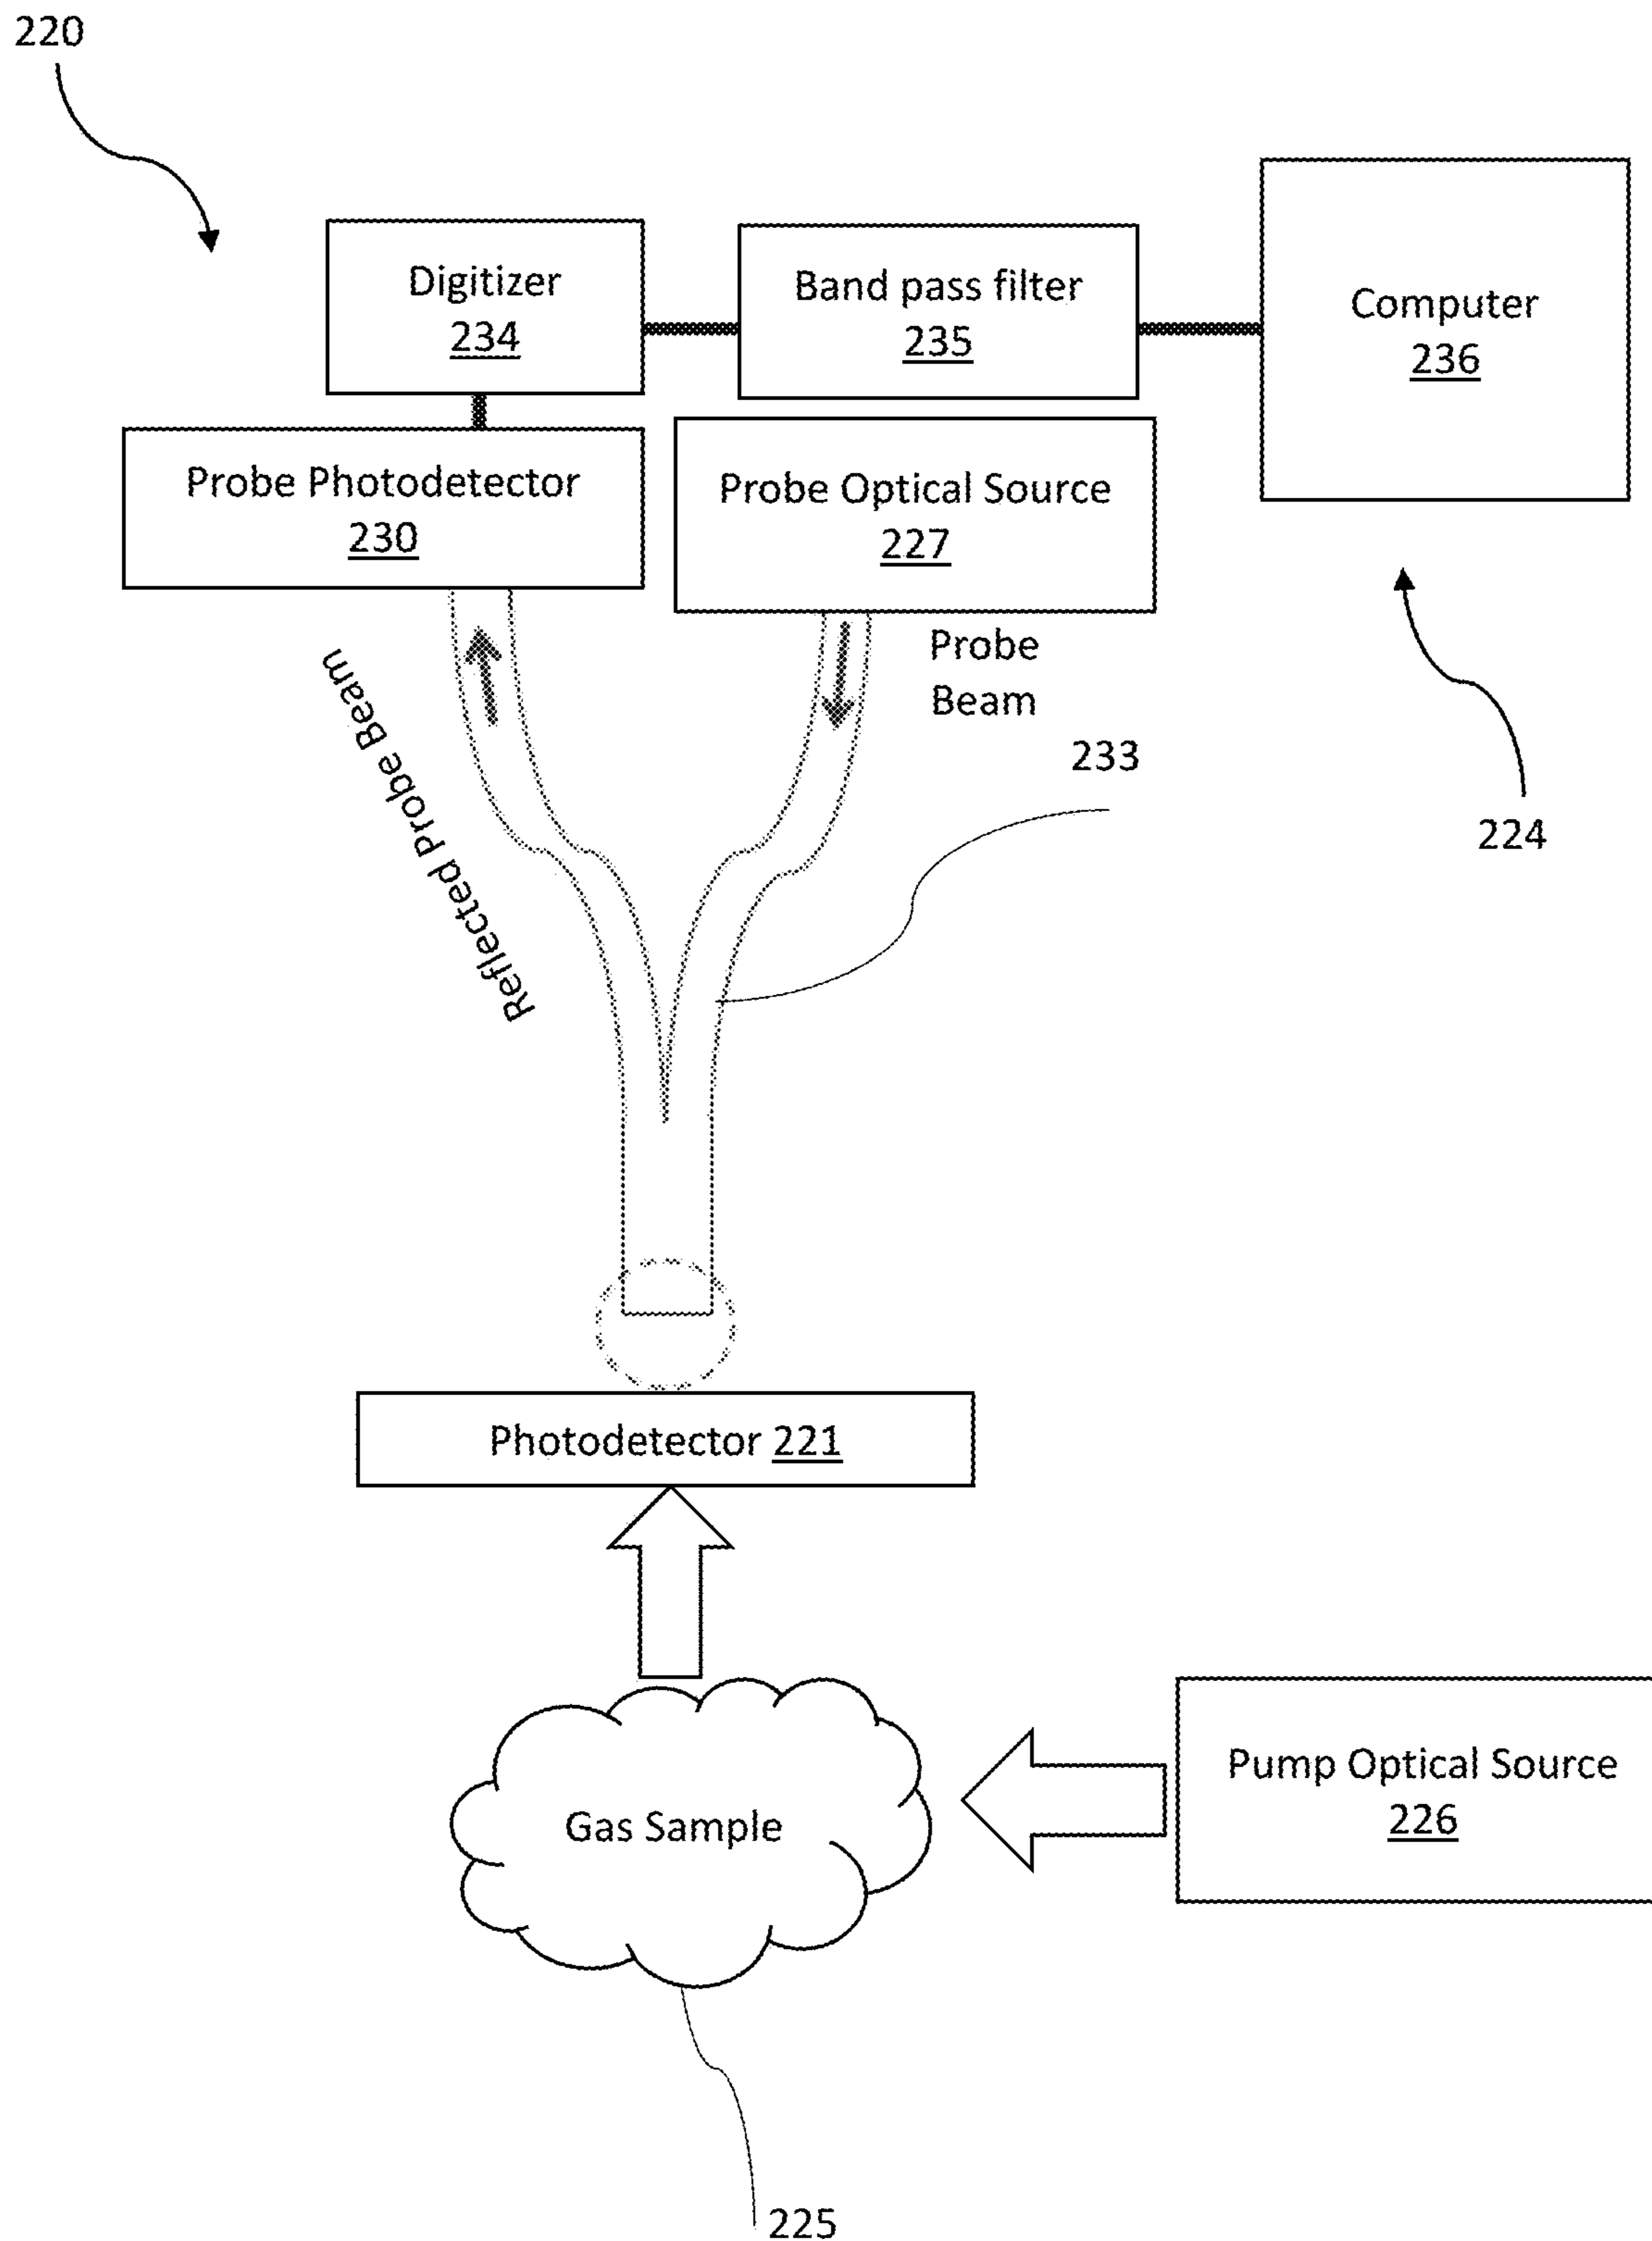 220
Digitizer
234
Band pass filter
235
Computer
236
Probe Photodetector
230
Probe Optical Source
227
Probe
Beam
Reflected Probe Beam
233
224
Photodetector 221
Gas Sample
Pump Optical Source
226
225